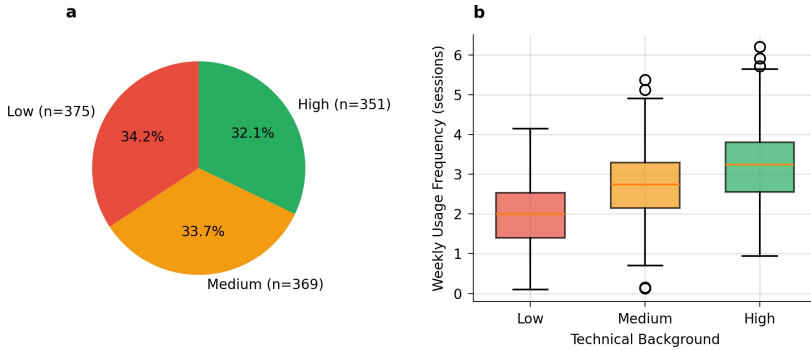 a
Low (n=375)
34.2%
High (n=351)
32.1%
33.7%
Medium (n=369)
b
Weekly Usage Frequency (sessions)
6
5
4
3
2
1
0
Low
Medium
High
Technical Background